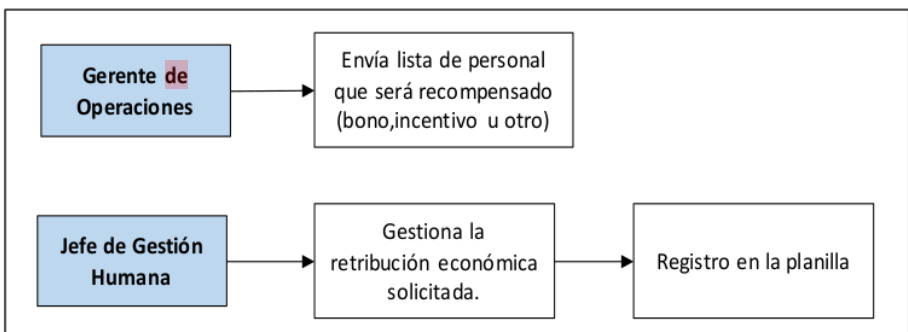 Gerente de
Operaciones
Envía lista de personal
que será recompensado
(bono,incentivo u otro)
Jefe de Gestión
Humana
Gestiona la
retribución económica
solicitada.
Registro en la planilla